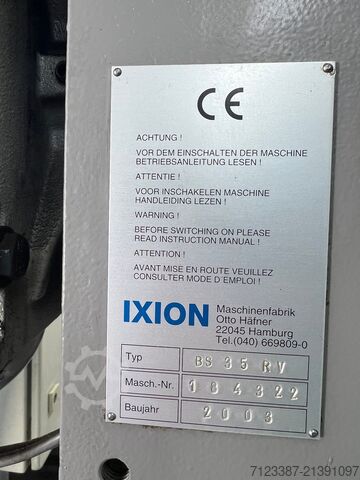 CE
ACHTUNG !
VOR DEM EINSCHALTEN DER MASCHINE
BETRIEBSANLEITUNG LESEN !
ATTENTIE !
VOOR INSCHAKELEN MASCHINE
HANDLEIDING LEZEN !
WARNING !
BEFORE SWITCHING ON PLEASE
READ INSTRUCTION MANUAL !
ATTENTION !
AVANT MISE EN ROUTE VEUILLEZ
CONSULTER MODE D'EMPLOI !
IXION Maschinenfabrik
Otto Häfner
22045 Hamburg
Tel.(040) 669809-0
Typ BS 35 RV
Masch.-Nr. 184322
Baujahr 2003
7123387-21391097